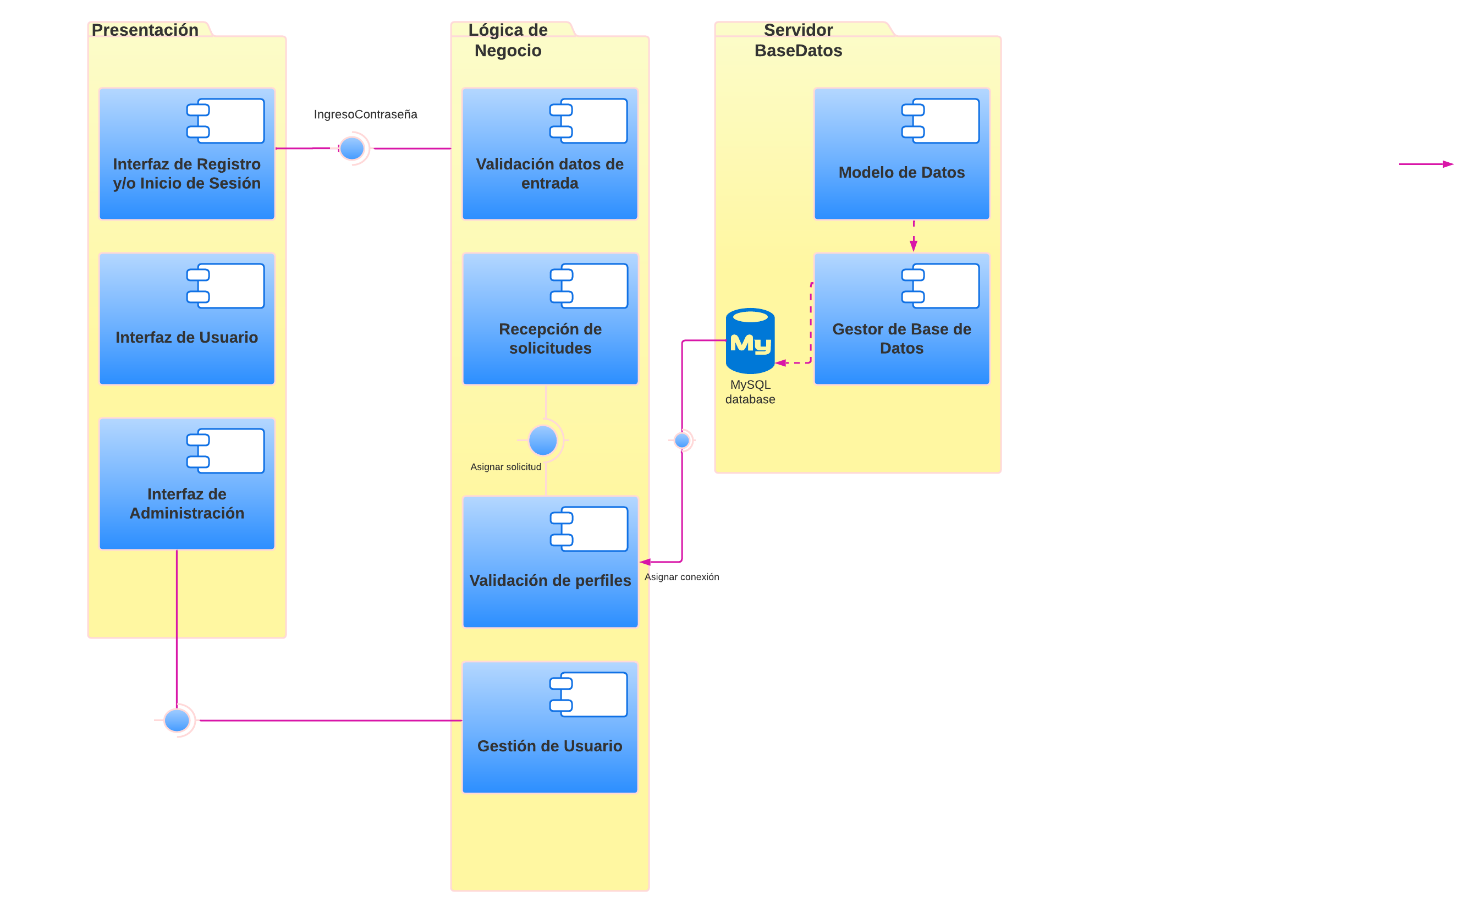 Presentación
Interfaz de Registro
y/o Inicio de Sesión
Interfaz de Usuario
Interfaz de
Administración
IngresoContraseña
Lógica de
Negocio
Validación datos de
entrada
Recepción de
solicitudes
Asignar solicitud
Validación de perfiles
Gestión de Usuario
Asignar conexión
Servidor
BaseDatos
Modelo de Datos
Gestor de Base de
Datos
My
MySQL
database